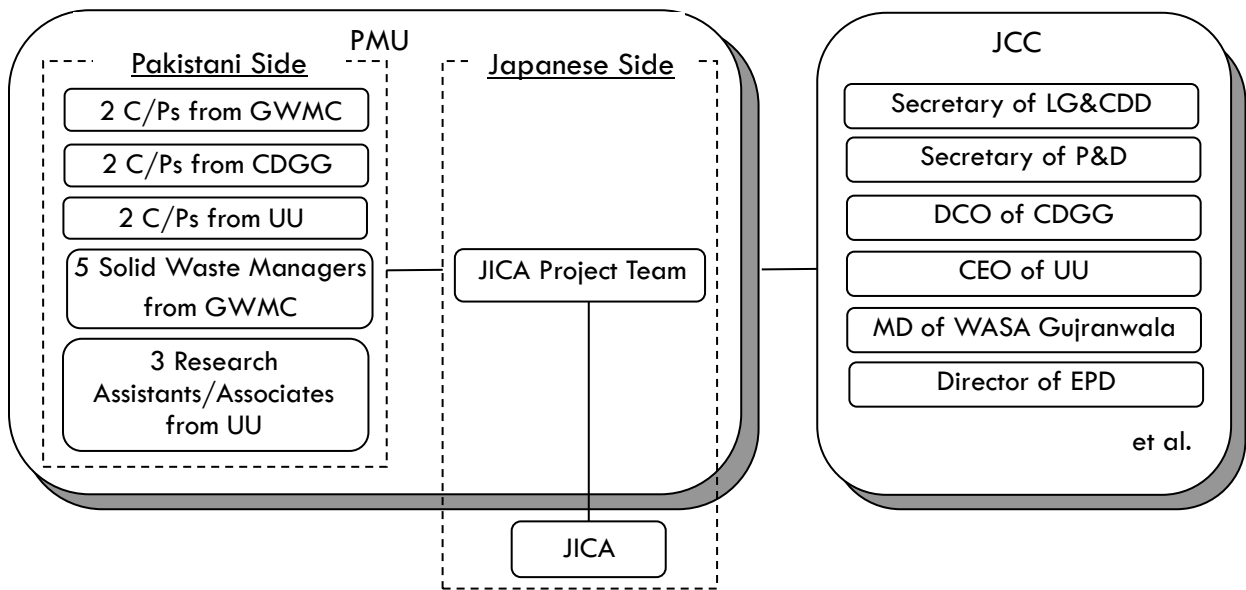 PMU
Pakistani Side
2 C/Ps from GWMC
2 C/Ps from CDGG
2 C/Ps from UU
5 Solid Waste Managers
from GWMC
3 Research
Assistants/Associates
from UU
Japanese Side
JICA Project Team
JICA
JCC
Secretary of LG&CDD
Secretary of P&D
DCO of CDGG
CEO of UU
MD of WASA Gujranwala
Director of EPD
et al.